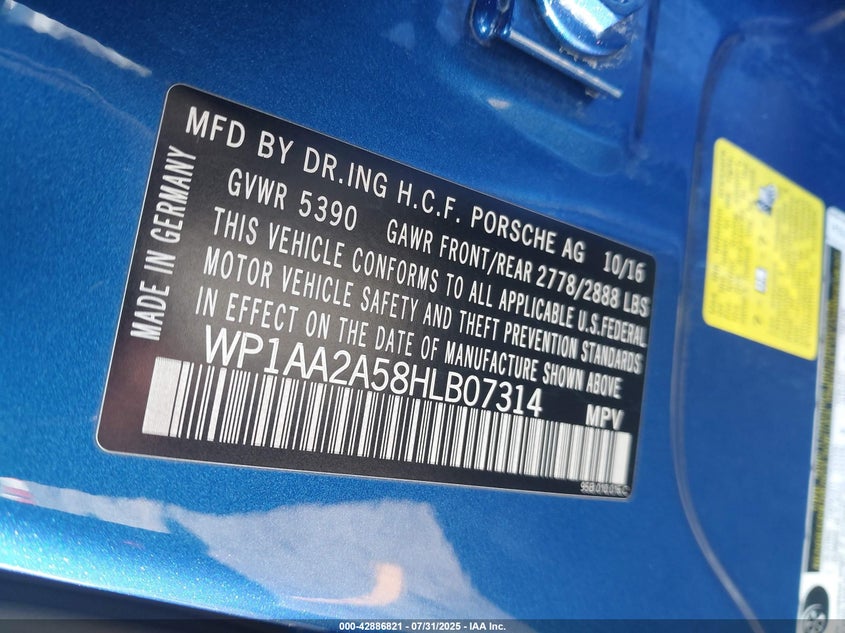 MFD BY DR.ING H.C.F. PORSCHE AG 10/16
GVWR 5390 GAWR FRONT/REAR 2778/2888 LBS
THIS VEHICLE CONFORMS TO ALL APPLICABLE U.S.FEDERAL
MOTOR VEHICLE SAFETY AND THEFT PREVENTION STANDARDS
IN EFFECT ON THE DATE OF MANUFACTURE SHOWN ABOVE
WP1AA2A58HLB07314 MPV
MADE IN GERMANY
000-42886821 | 07/31/2025 | IAA Inc.